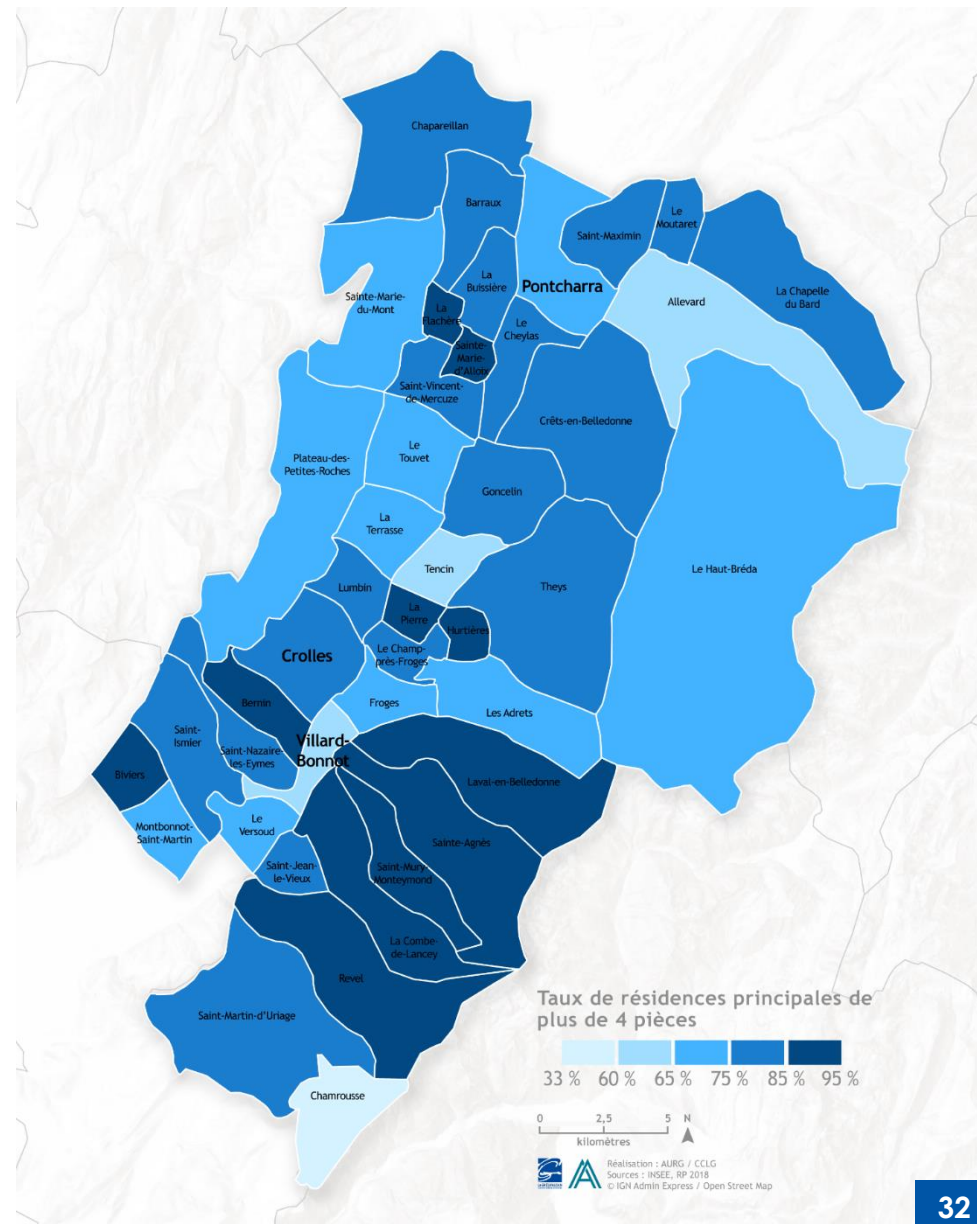 Chapareillan
Barraux
Le
Moutaret
Saint-Maximin
La
Buissière
Pontcharra
La Chapelle
du Bard
Sainte-Marie-
du-Mont
Allevard
La
Flachère
Le
Cheylas
Sainte-
Marie-
d'Alloix
Saint-Vincent-
de-Mercuze
Crêts-en-Belledonne
Le
Touvet
Plateau-des-
Petites-Roches
Goncelin
La
Terrasse
Tencin
Le Haut-Bréda
Lumbin
Theys
La
Pierre
Hurtières
Crolles
Le Champ-
près-Froges
Bernin
Froges
Les Adrets
Saint-
Ismier
Villard-
Bonnot
Saint-Nazaire-
les-Eymes
Biviers
Laval-en-Belledonne
Montbonnot-
Saint-Martin
Le
Versoud
Sainte-Agnès
Saint-Jean-
le-Vieux
Saint-Mury-
Monteymond
La Combe-
de-Lancey
Revel
Saint-Martin-d'Uriage
Chamrousse
Taux de résidences principales de
plus de 4 pièces
33 % 60 % 65 % 75 % 85 % 95 %
0 2,5 5 N
kilomètres
Réalisation : AURG / CCLG
Sources : INSEE, RP 2018
© IGN Admin Express / Open Street Map
32